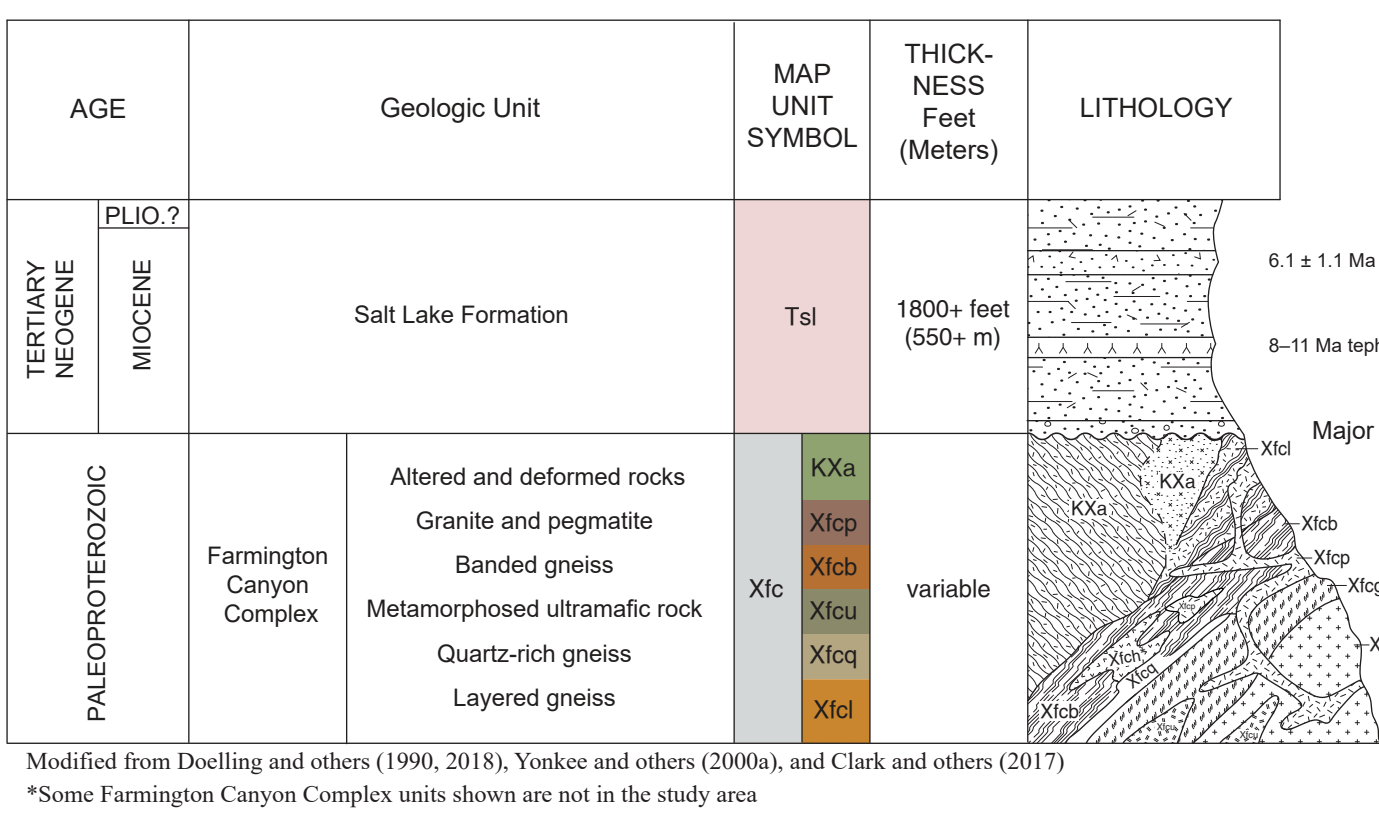 AGE
Geologic Unit
MAP
UNIT
SYMBOL
THICK-
NESS
Feet
(Meters)
LITHOLOGY
TERTIARY
NEOGENE
PLIO.?
MIOCENE
Salt Lake Formation
Tsl
1800+ feet
(550+ m)
6.1 ± 1.1 Ma
8–11 Ma teph
Major
PALEOPROTEROZOIC
Farmington
Canyon
Complex
Altered and deformed rocks
Granite and pegmatite
Banded gneiss
Metamorphosed ultramafic rock
Quartz-rich gneiss
Layered gneiss
Xfc
KXa
Xfcp
Xfcb
Xfcu
Xfcq
Xfcl
variable
Xfcl
KXa
KXa
Xfcb
Xfcp
Xfcg
Xfcp
X
Xfch
Xfcq
Xfcb
Xfcu
Xfcu
Modified from Doelling and others (1990, 2018), Yonkee and others (2000a), and Clark and others (2017)
*Some Farmington Canyon Complex units shown are not in the study area